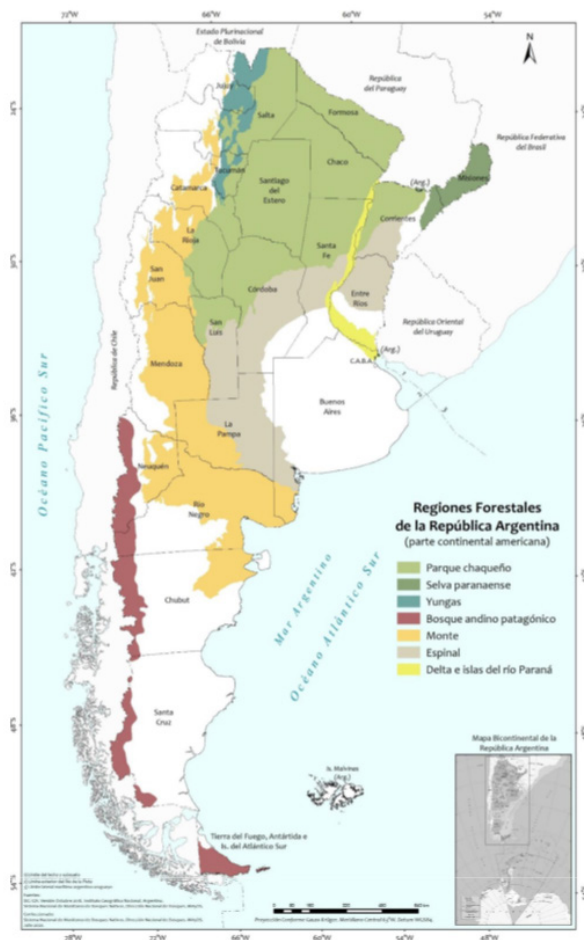 72°W
66°W
60°W
54°W
Estado Plurinacional
de Bolivia
N
República
del Paraguay
República Federativa
del Brasil
Jujuy
Salta
Formosa
Chaco
Tucumán
Santiago
del
Estero
Catamarca
(Arg.)
Misiones
Corrientes
La
Rioja
Santa
Fe
San
Juan
Córdoba
Entre
Ríos
San
Luis
República Oriental
del Uruguay
República de Chile
Mendoza
(Arg.)
C.A.B.A.
Buenos
Aires
La
Pampa
Océano Pacífico Sur
Neuquén
Río
Negro
Regiones Forestales
de la República Argentina
(parte continental americana)
Parque chaqueño
Selva paranaense
Yungas
Bosque andino patagónico
Monte
Espinal
Delta e islas del río Paraná
Chubut
Mar Argentino
Océano Atlántico Sur
Santa
Cruz
Mapa Bicontinental de la
República Argentina
Is. Malvinas
(Arg.)
Tierra del Fuego, Antártida e
Is. del Atlántico Sur